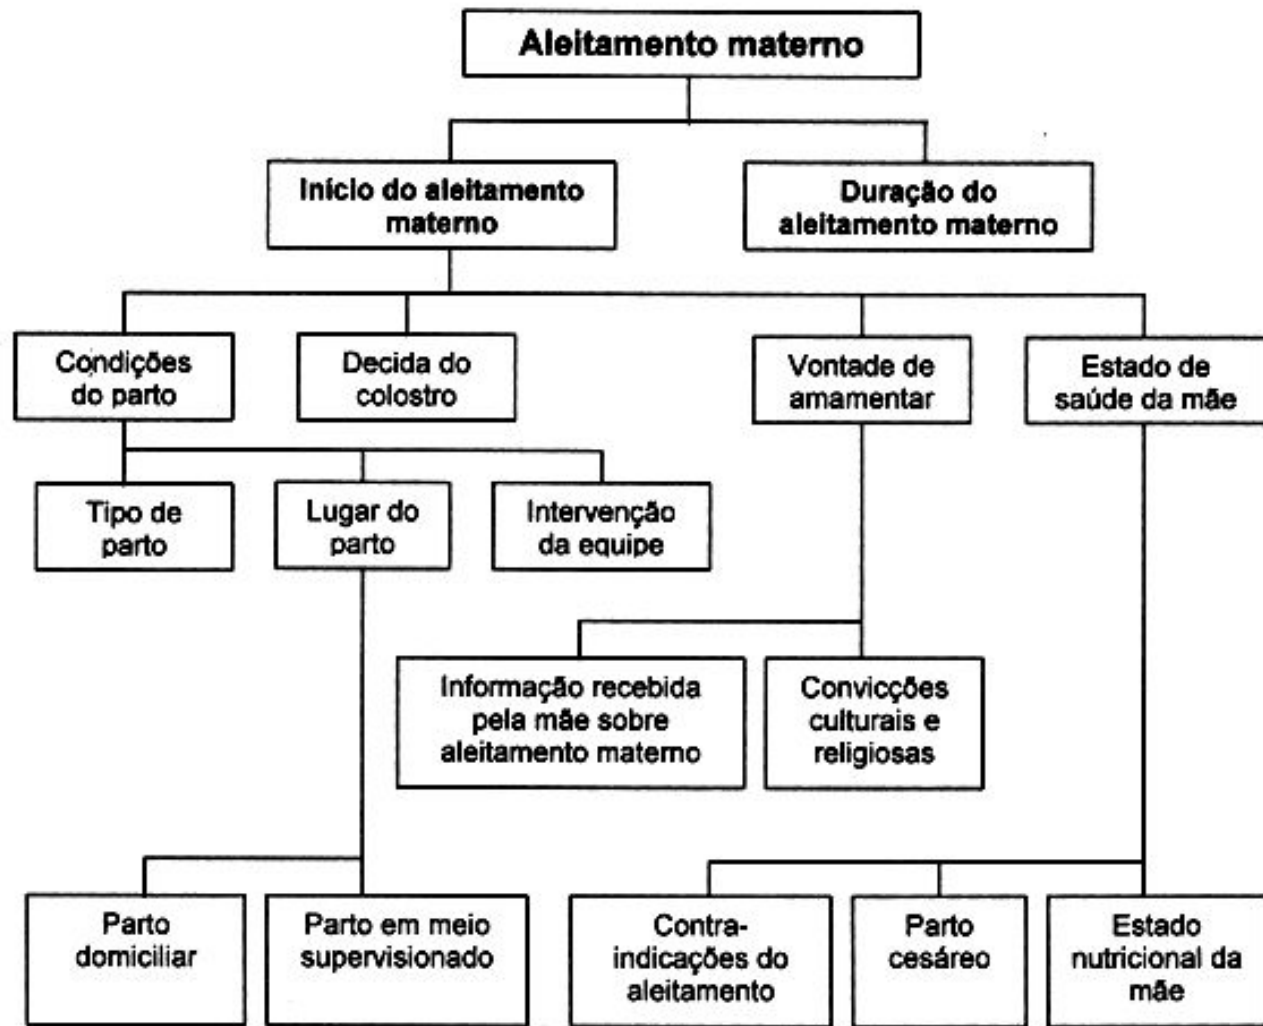 Aleitamento materno
Início do aleitamento
materno
Duração do
aleitamento materno
Condições
do parto
Decida do
colostro
Vontade de
amamentar
Estado de
saúde da mãe
Tipo de
parto
Lugar do
parto
Intervenção
da equipe
Informação recebida
pela mãe sobre
aleitamento materno
Convicções
culturais e
religiosas
Parto
domiciliar
Parto em meio
supervisionado
Contra-
indicações do
aleitamento
Parto
cesáreo
Estado
nutricional da
mãe